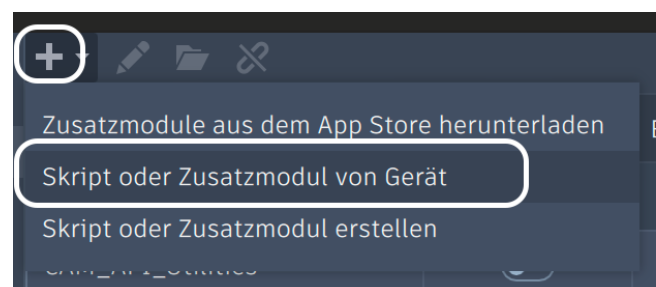 Zusatzmodule aus dem App Store herunterladen
Skript oder Zusatzmodul von Gerät
Skript oder Zusatzmodul erstellen